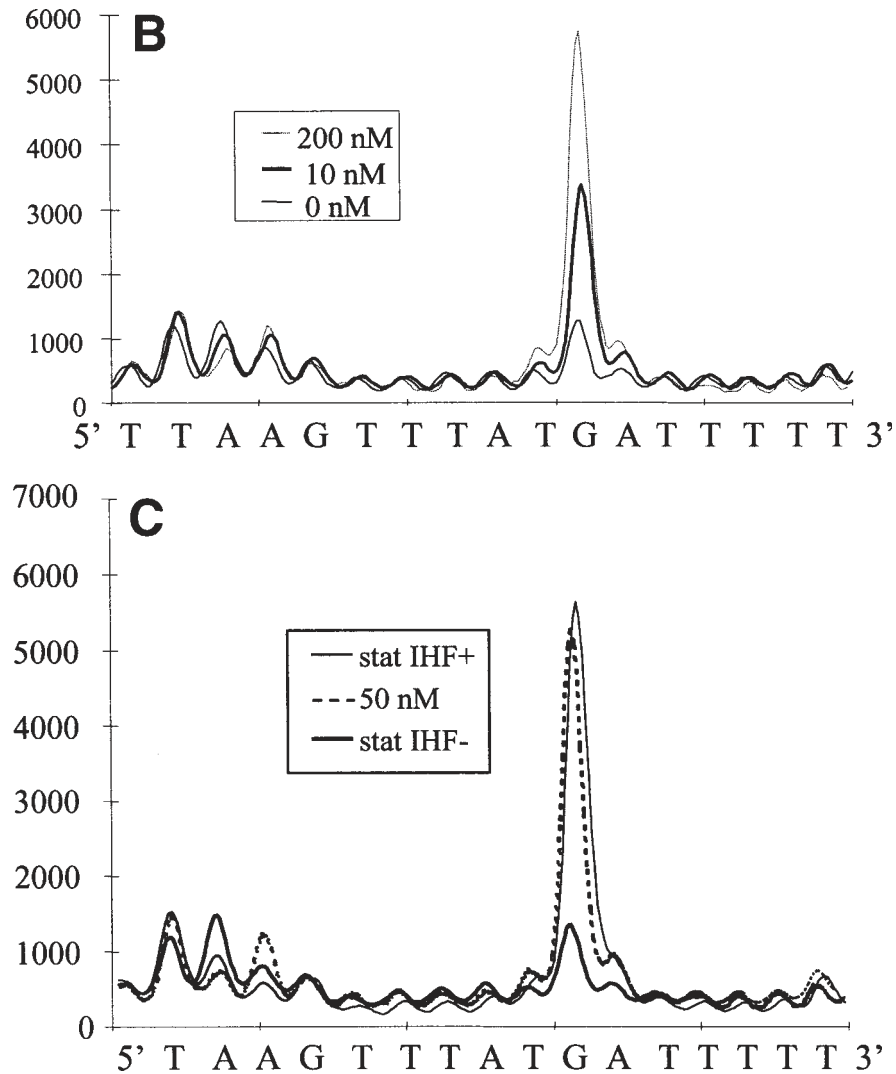 B
6000
5000
4000
3000
2000
1000
0
200 nM
10 nM
0 nM
5' T T A A G T T T A T G A T T T T T 3'
C
7000
6000
5000
4000
3000
2000
1000
0
stat IHF+
50 nM
stat IHF-
5' T A A G T T T A T G A T T T T T 3'